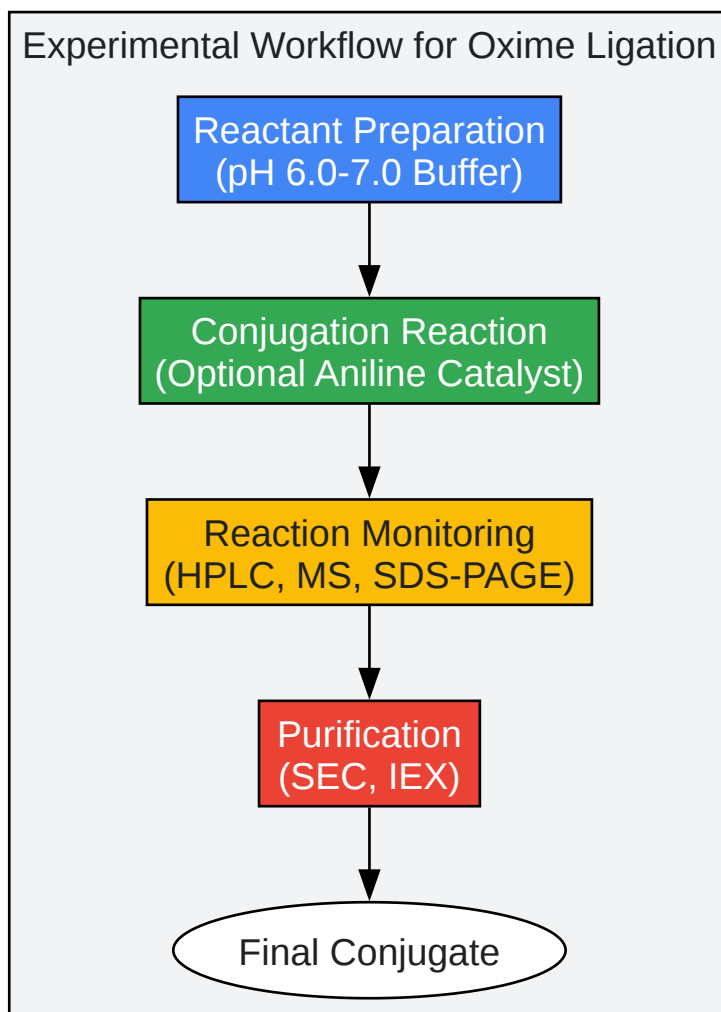 Experimental Workflow for Oxime Ligation
Reactant Preparation
(pH 6.0-7.0 Buffer)
Conjugation Reaction
(Optional Aniline Catalyst)
Reaction Monitoring
(HPLC, MS, SDS-PAGE)
Purification
(SEC, IEX)
Final Conjugate